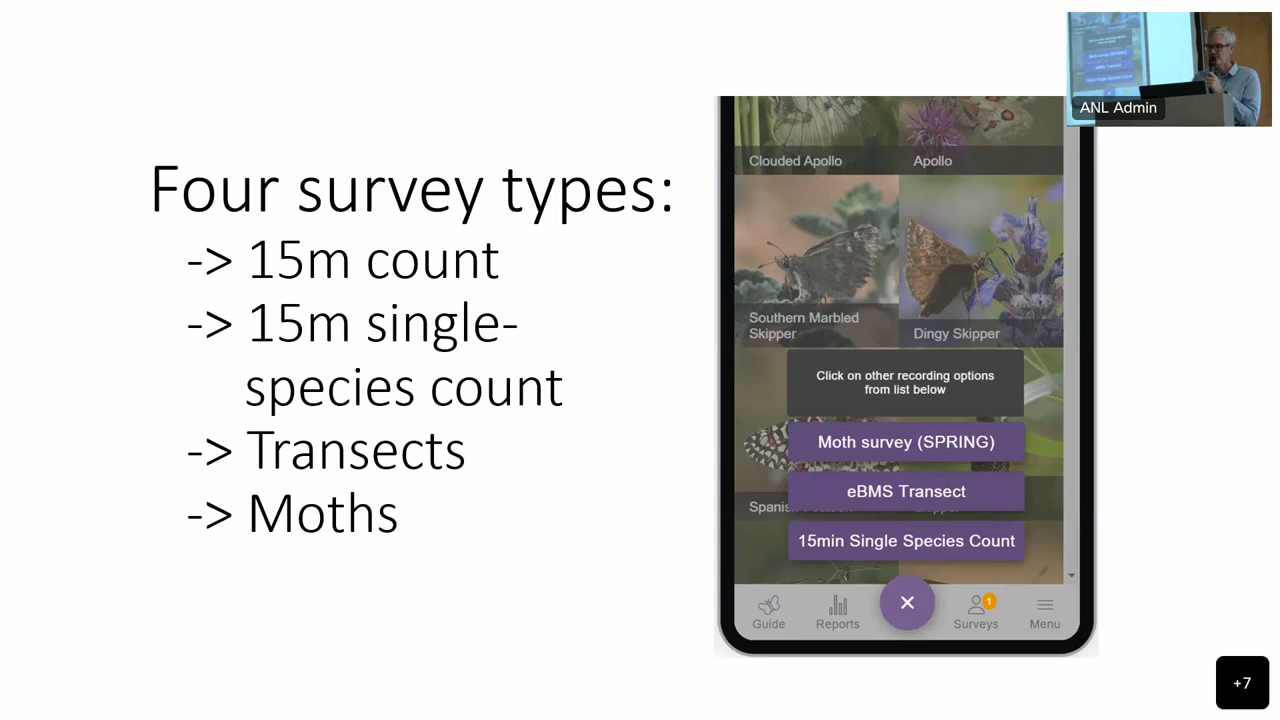 Four survey types:
-> 15m count
-> 15m single-
species count
-> Transects
-> Moths
Clouded Apollo
Apollo
Southern Marbled
Skipper
Dingy Skipper
Click on other recording options
from list below
Moth survey (SPRING)
eBMS Transect
15min Single Species Count
Guide
Reports
1
Surveys
Menu
ANL Admin
+7